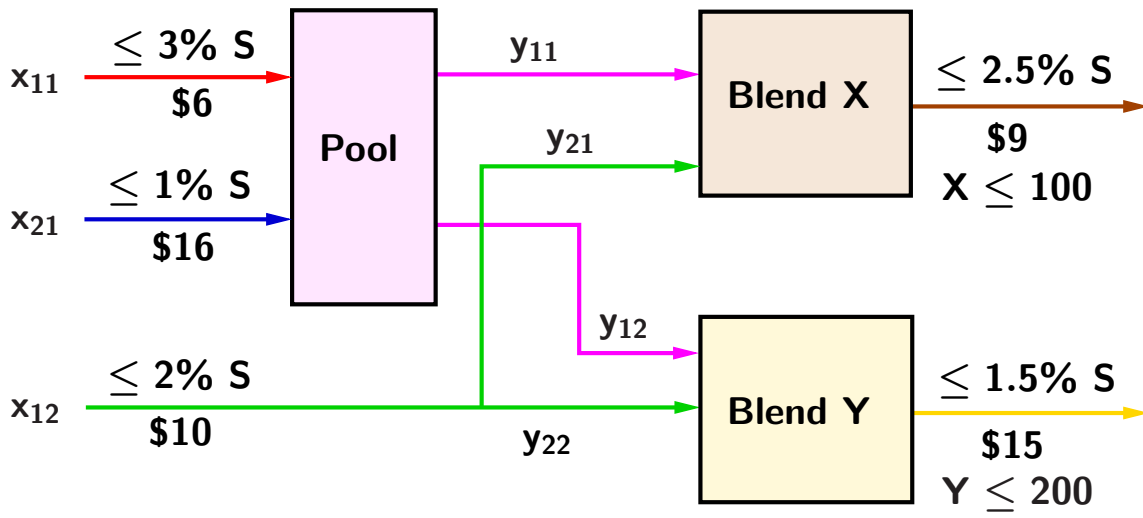 ≤ 3% S
x₁₁
$6
≤ 1% S
x₂₁
$16
≤ 2% S
x₁₂
$10
Pool
y₁₁
y₂₁
y₁₂
y₂₂
Blend X
≤ 2.5% S
$9
X ≤ 100
Blend Y
≤ 1.5% S
$15
Y ≤ 200